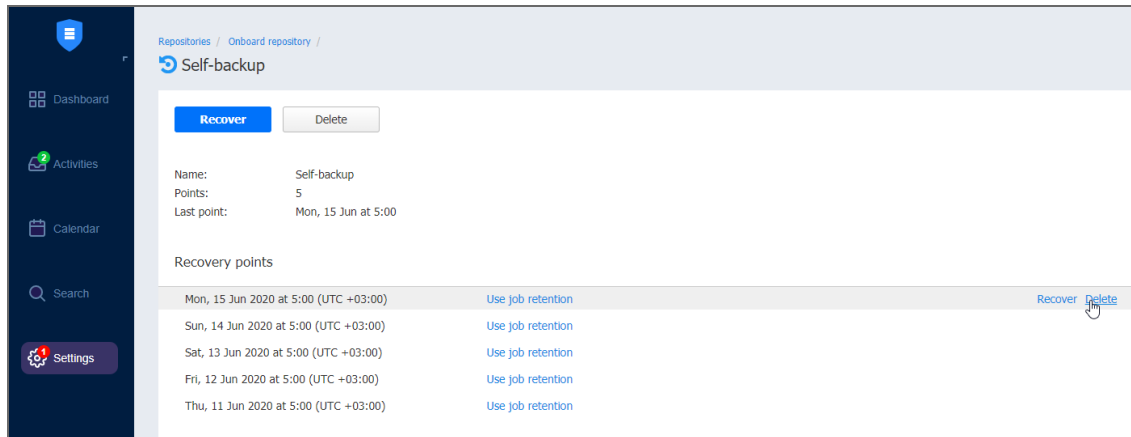 Repositories / Onboard repository /
Self-backup
Dashboard
2
Activities
Calendar
Search
1
Settings
Recover Delete
Name: Self-backup
Points: 5
Last point: Mon, 15 Jun at 5:00
Recovery points
Mon, 15 Jun 2020 at 5:00 (UTC +03:00) Use job retention Recover Delete
Sun, 14 Jun 2020 at 5:00 (UTC +03:00) Use job retention
Sat, 13 Jun 2020 at 5:00 (UTC +03:00) Use job retention
Fri, 12 Jun 2020 at 5:00 (UTC +03:00) Use job retention
Thu, 11 Jun 2020 at 5:00 (UTC +03:00) Use job retention